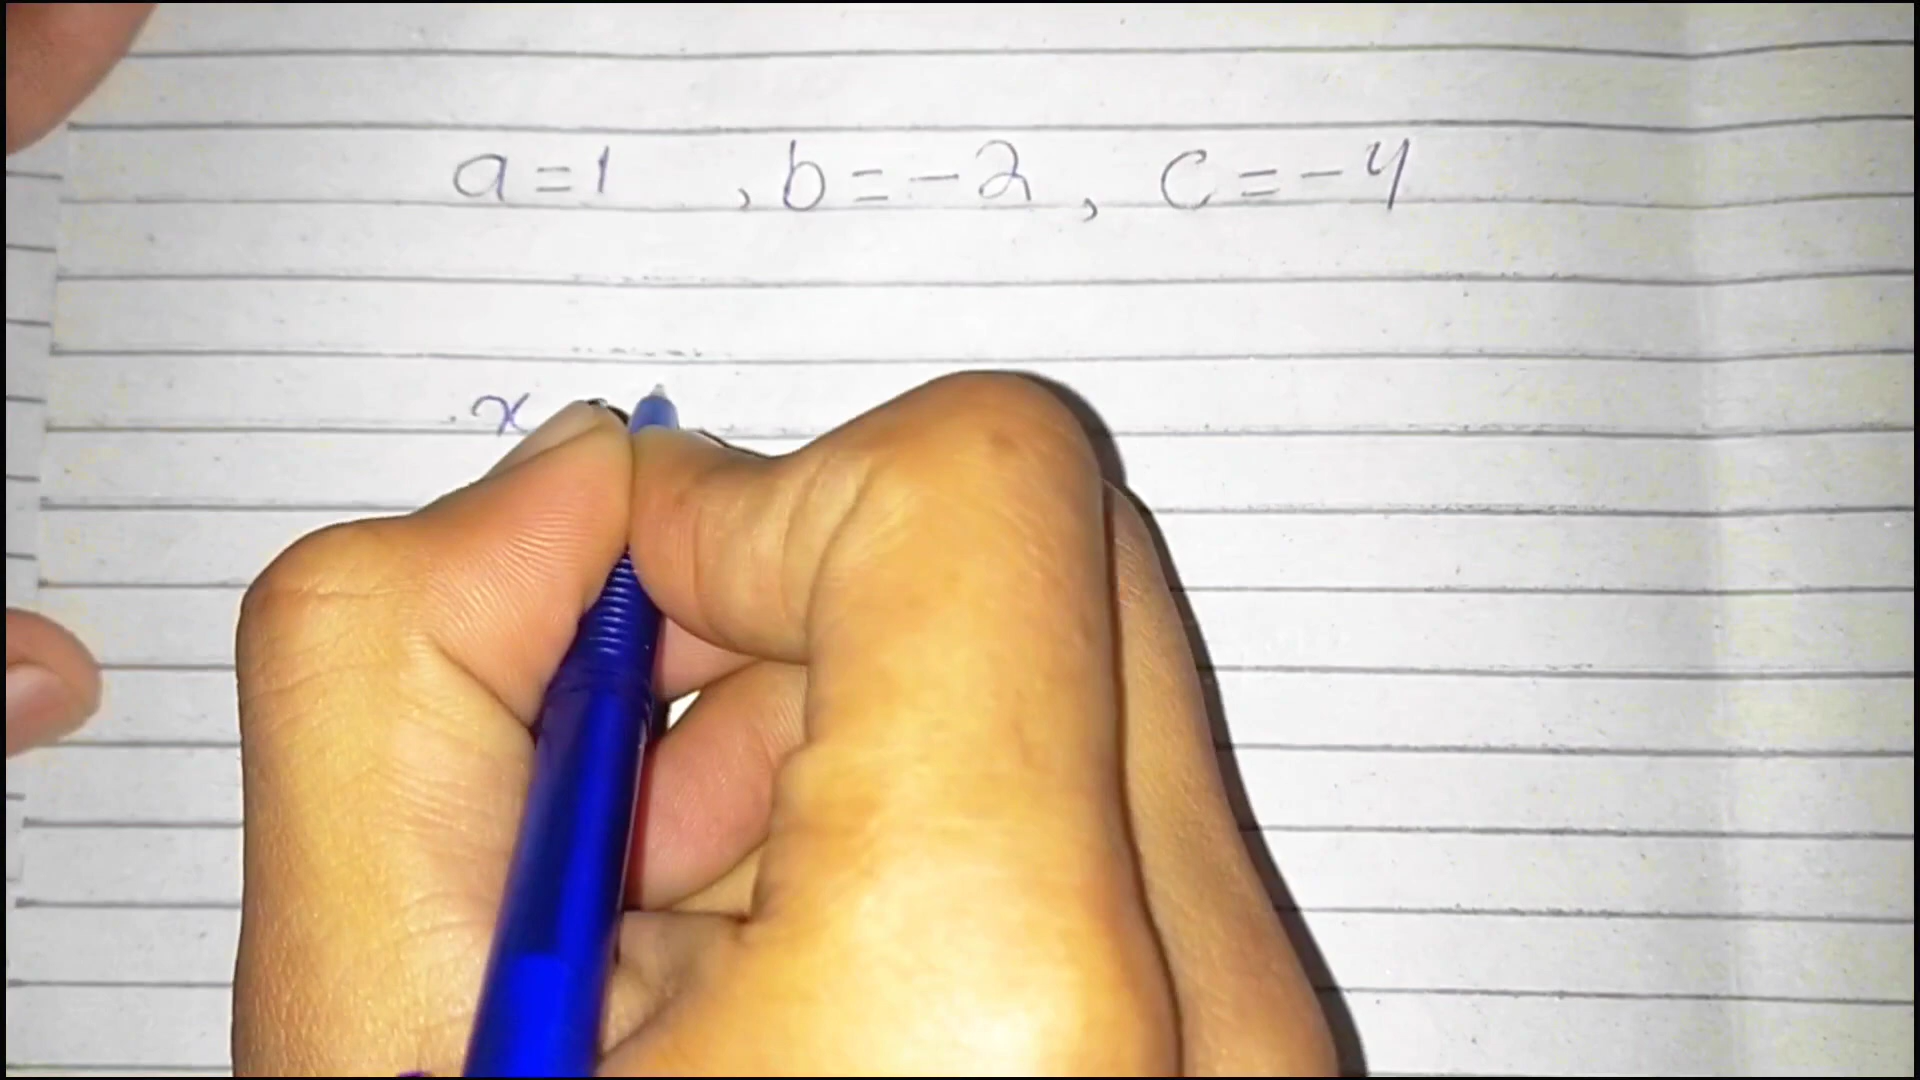 a=1 , b=-2, c=-4
x